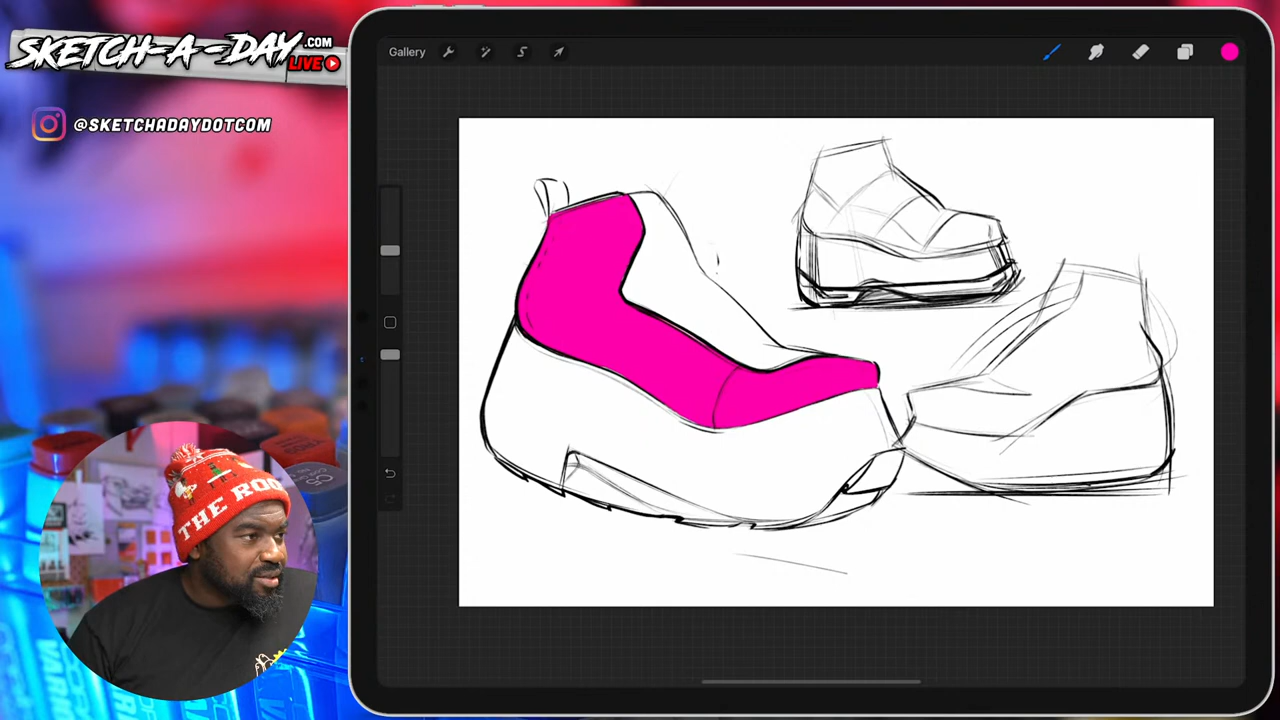 SKETCH-A-DAY.COM
LIVE
@SKETCHADAYDOTCOM
Gallery
THE ROO